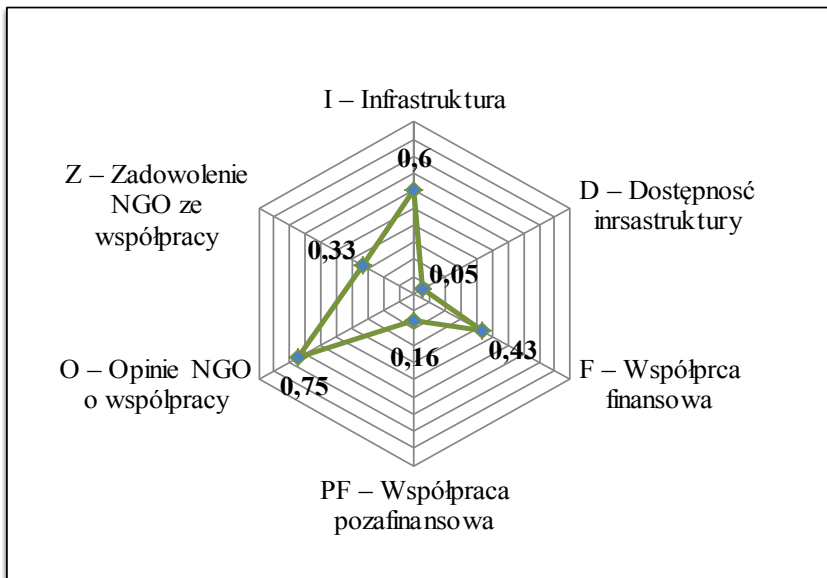 I – Infrastruktura
0,6
Z – Zadowolenie
NGO ze
współpracy
D – Dostępnosć
inrsastruktury
0,33
0,05
0,43
0,16
0,75
O – Opinie NGO
o wspólpracy
F – Współprca
finansowa
PF – Współpraca
pozafinansowa